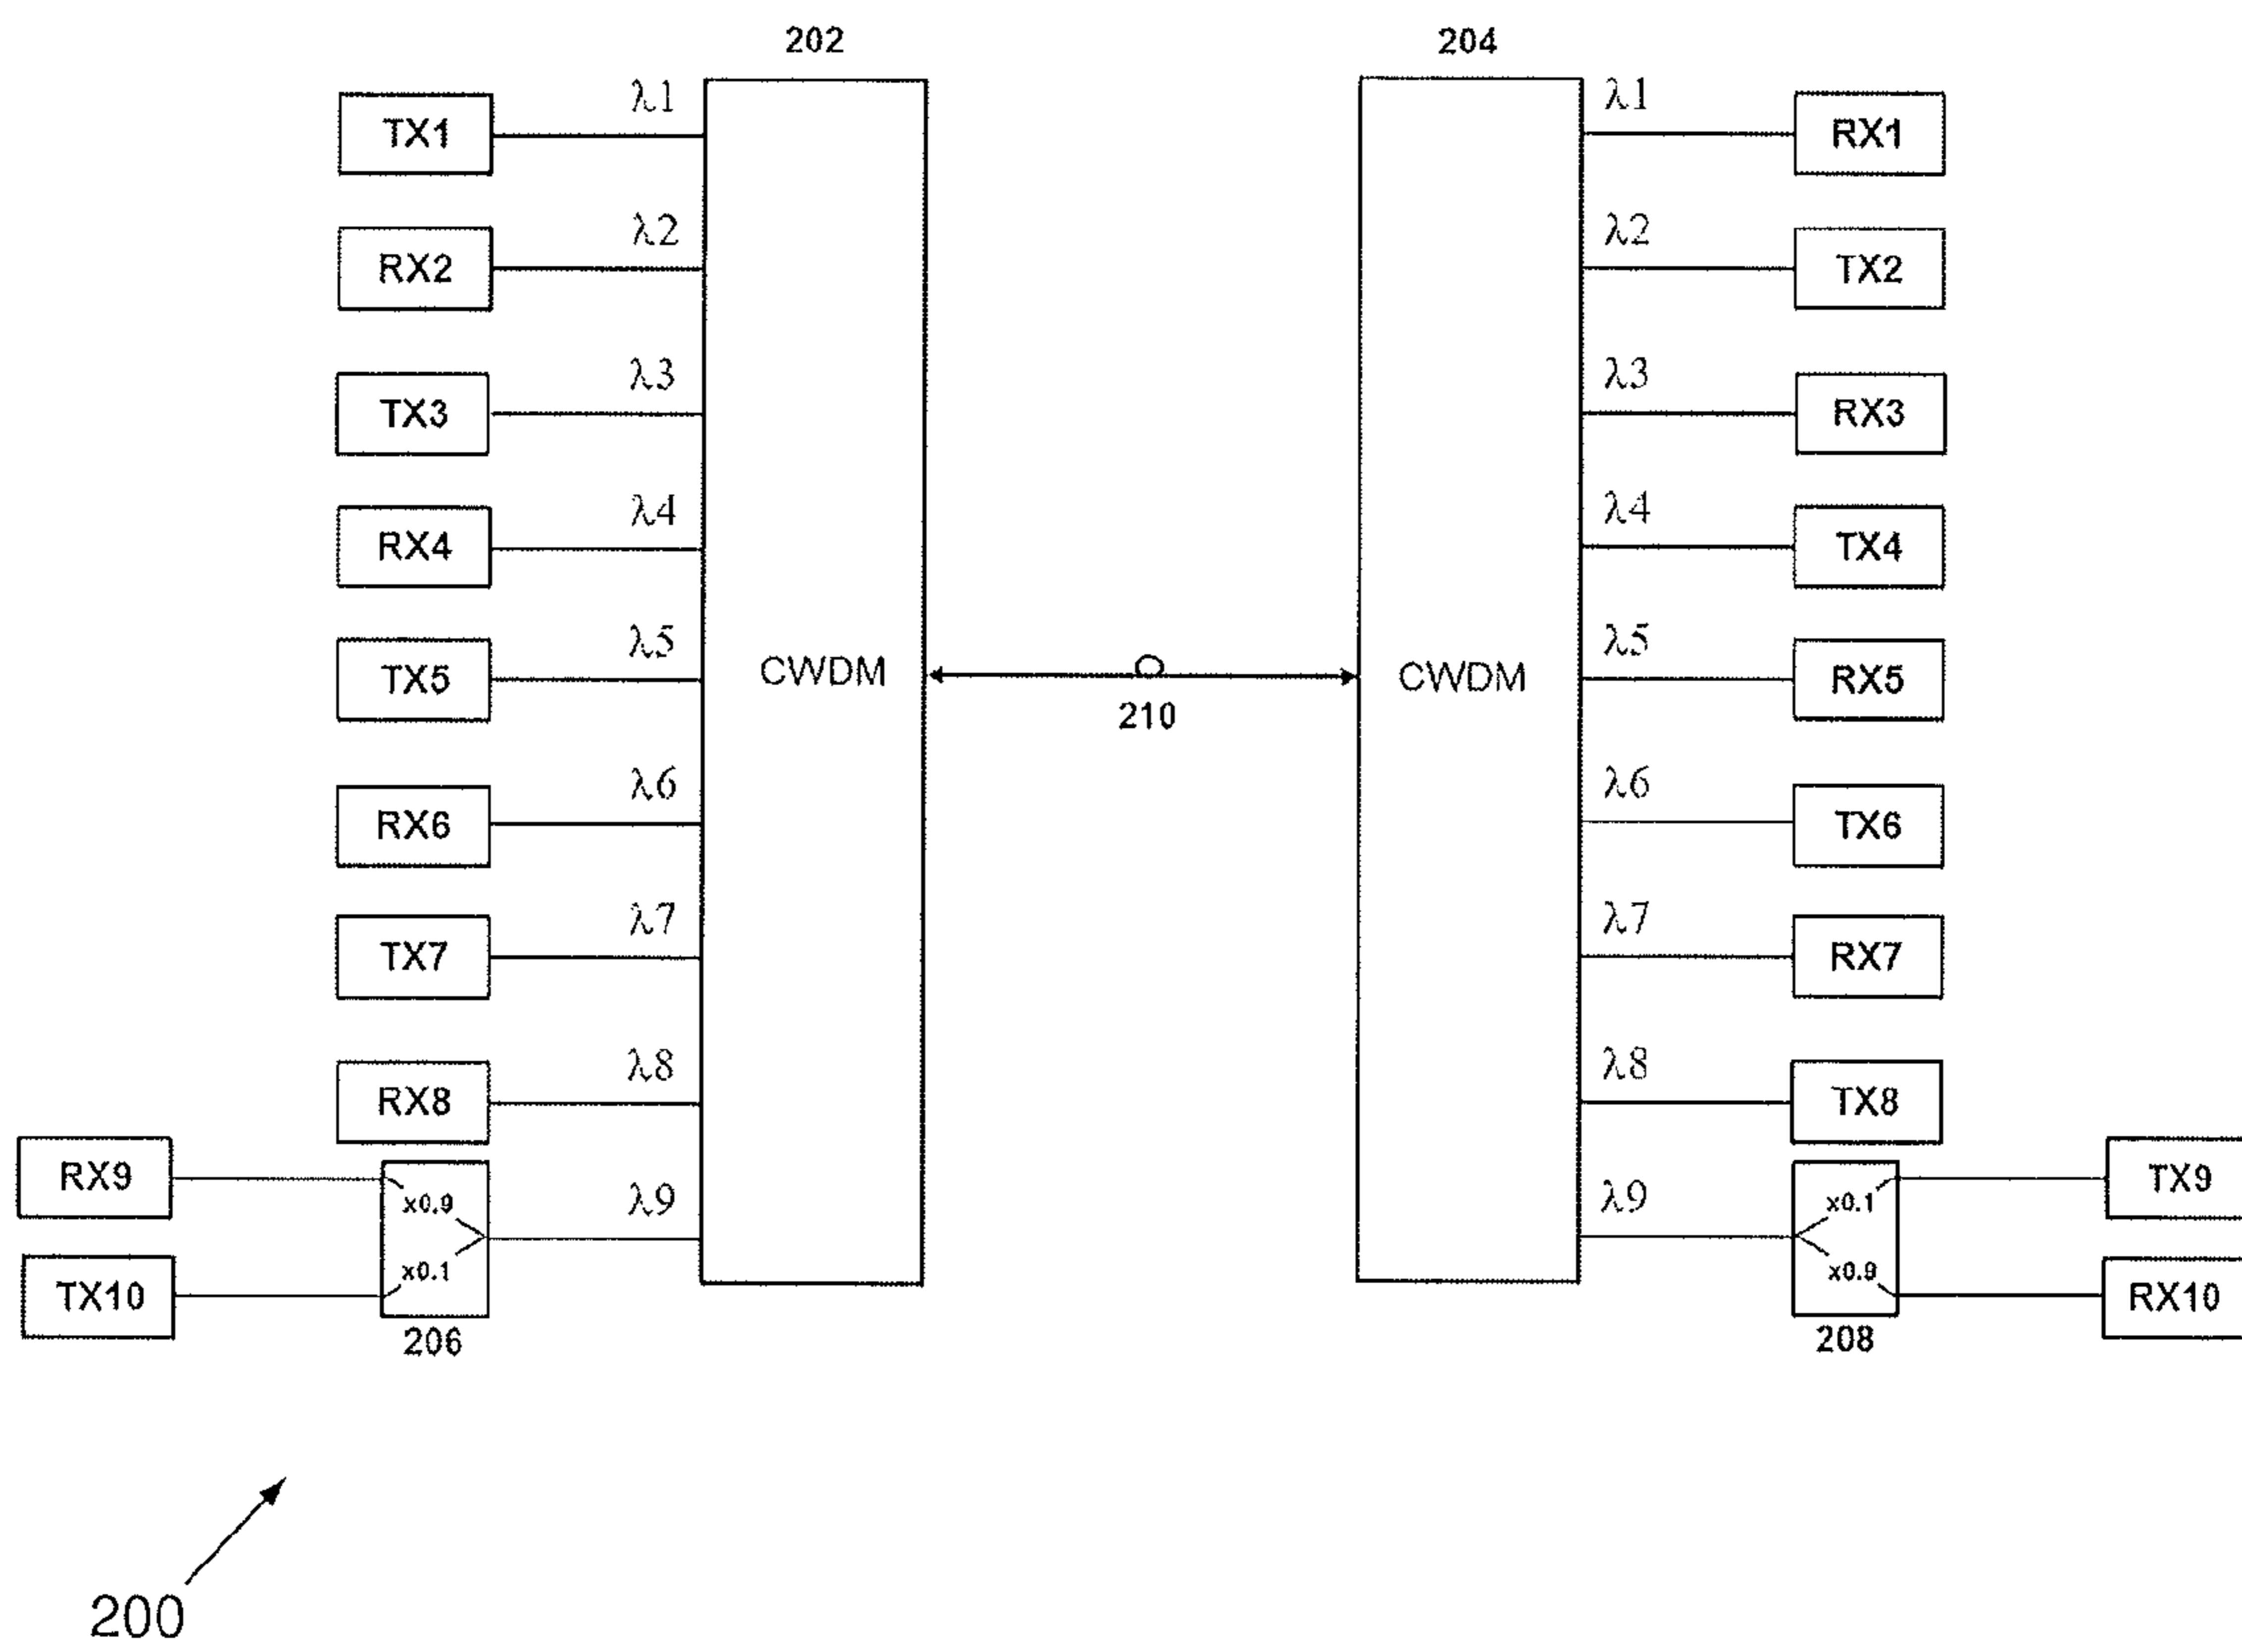 202
204
TX1
λ1
λ1
RX1
RX2
λ2
λ2
TX2
TX3
λ3
λ3
RX3
RX4
λ4
λ4
TX4
TX5
λ5
CWDM
210
CWDM
λ5
RX5
RX6
λ6
λ6
TX6
TX7
λ7
λ7
RX7
RX8
λ8
λ8
TX8
RX9
x0.9
λ9
λ9
x0.1
TX9
TX10
x0.1
x0.9
RX10
206
208
200